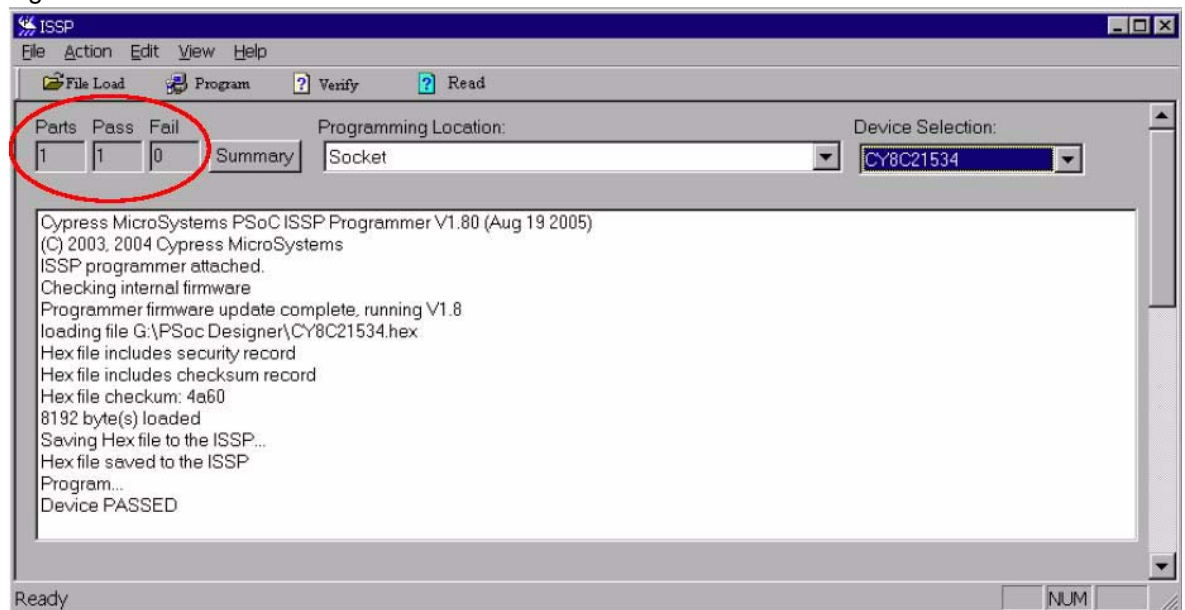 ISSP
File Action Edit View Help
File Load Program Verify Read
Parts Pass Fail Programming Location: Device Selection:
1 1 0 Summary Socket CY8C21534
Cypress MicroSystems PSoC ISSP Programmer V1.80 (Aug 19 2005)
(C) 2003, 2004 Cypress MicroSystems
ISSP programmer attached.
Checking internal firmware
Programmer firmware update complete, running V1.8
loading file G:\PSoc Designer\CY8C21534.hex
Hex file includes security record
Hex file includes checksum record
Hex file checkum: 4a60
8192 byte(s) loaded
Saving Hex file to the ISSP...
Hex file saved to the ISSP
Program...
Device PASSED
Ready NUM